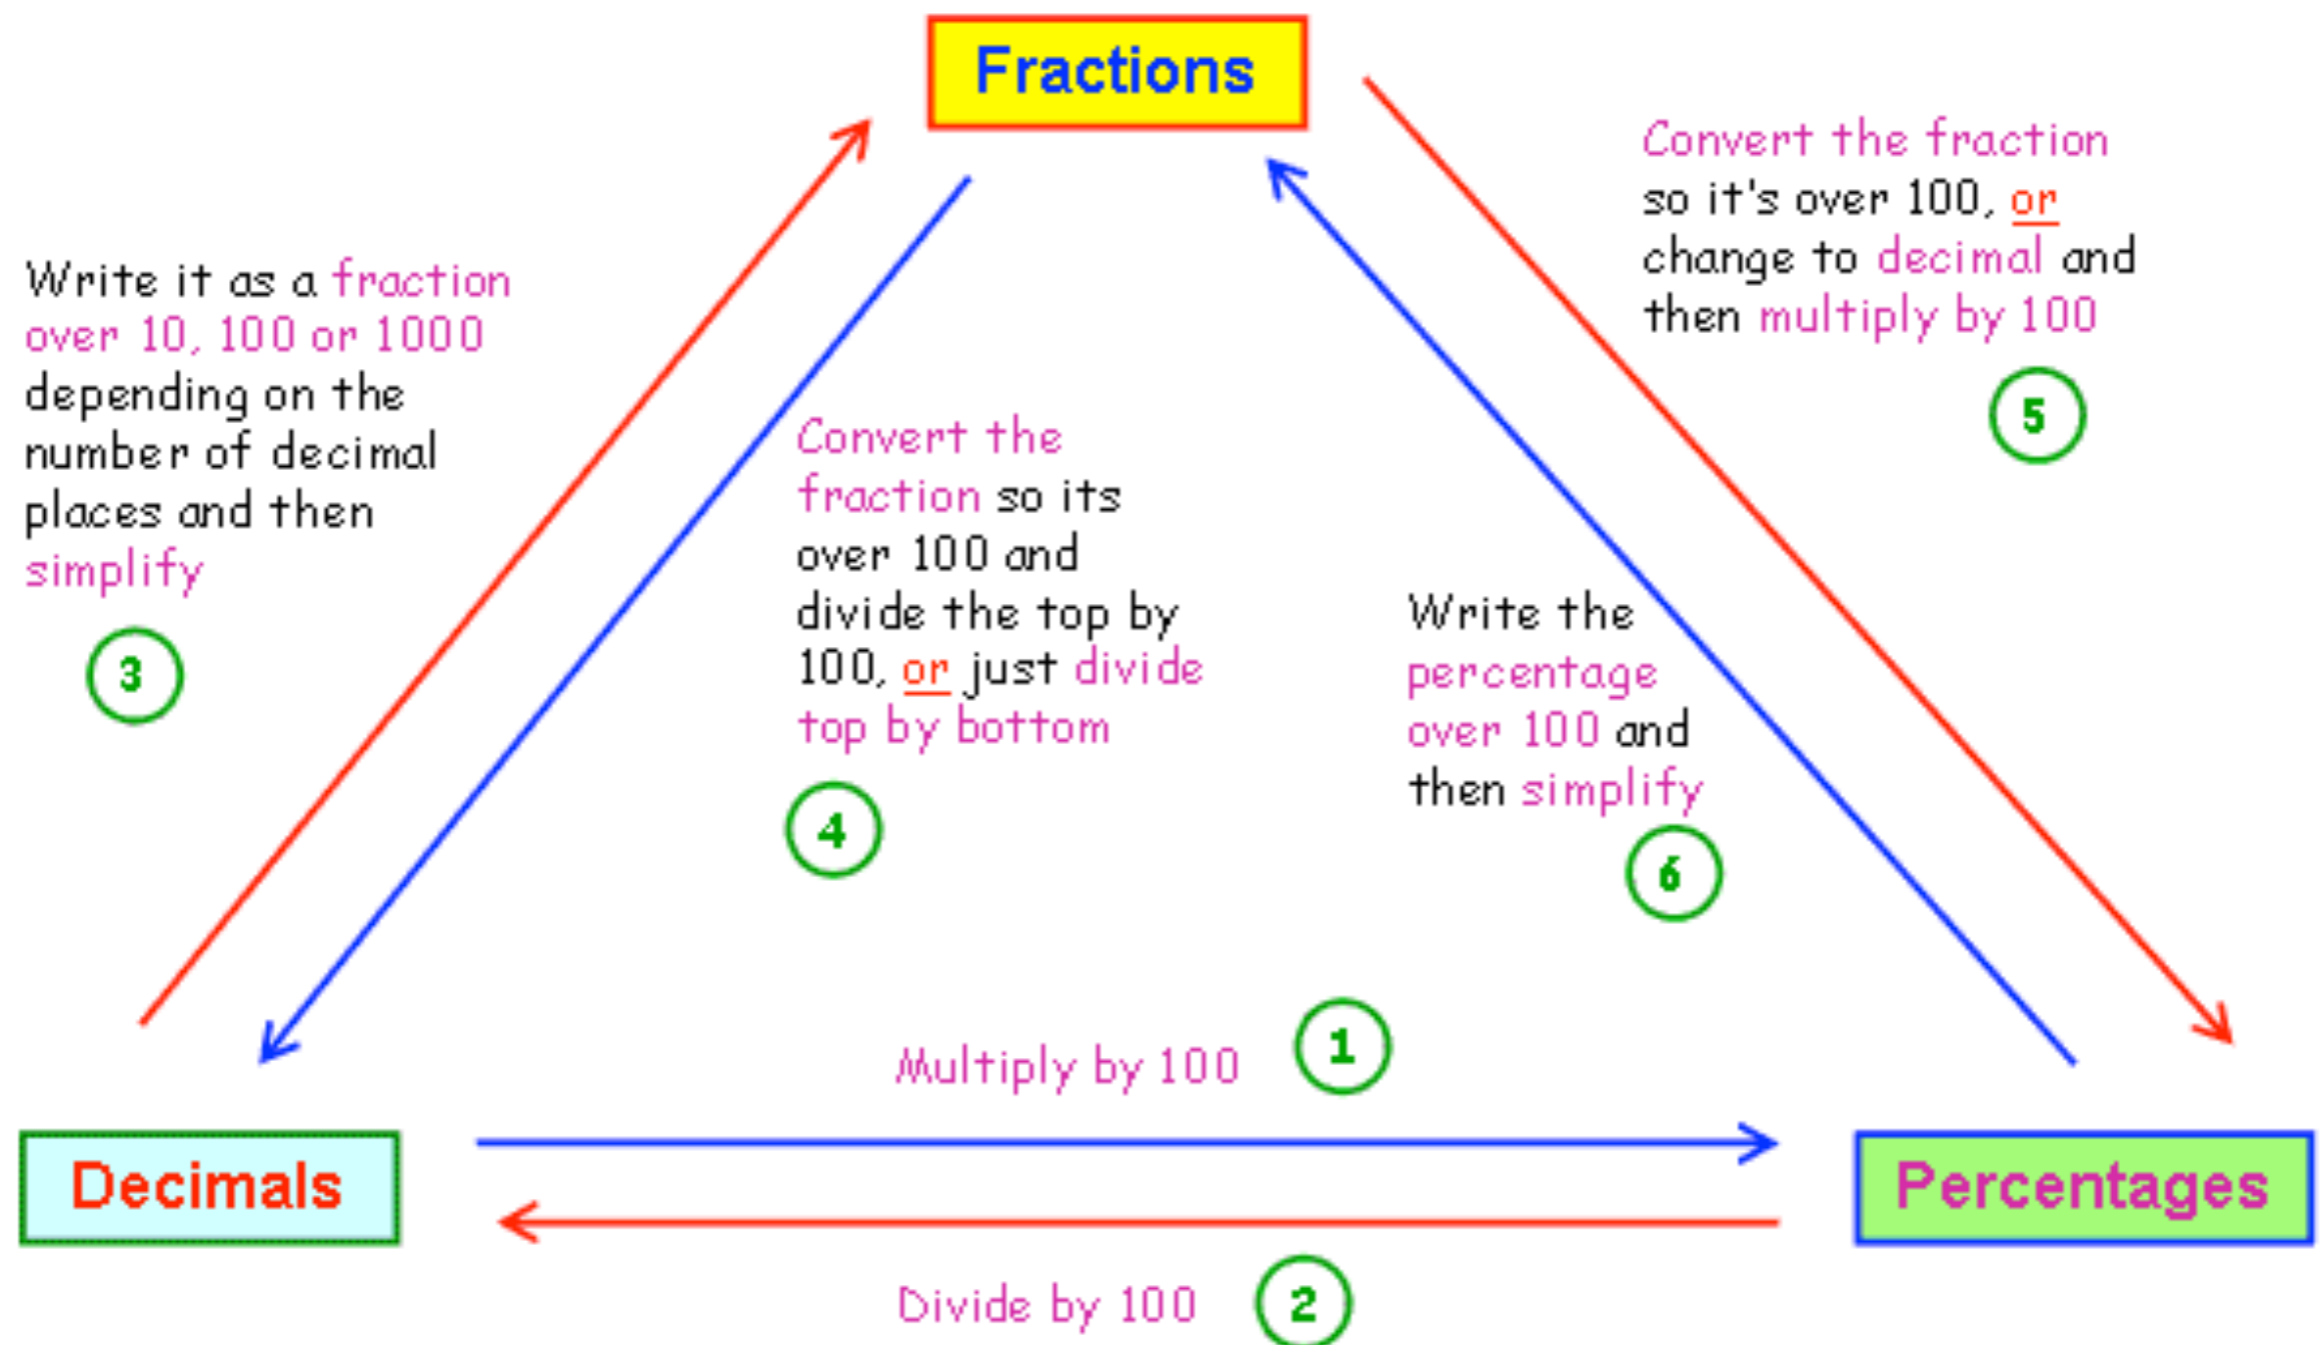 Fractions
Convert the fraction
so it's over 100, or
change to decimal and
then multiply by 100
5
Write it as a fraction
over 10, 100 or 1000
depending on the
number of decimal
places and then
simplify
3
Convert the
fraction so its
over 100 and
divide the top by
100, or just divide
top by bottom
4
Write the
percentage
over 100 and
then simplify
6
Multiply by 100
1
Decimals
Percentages
Divide by 100
2